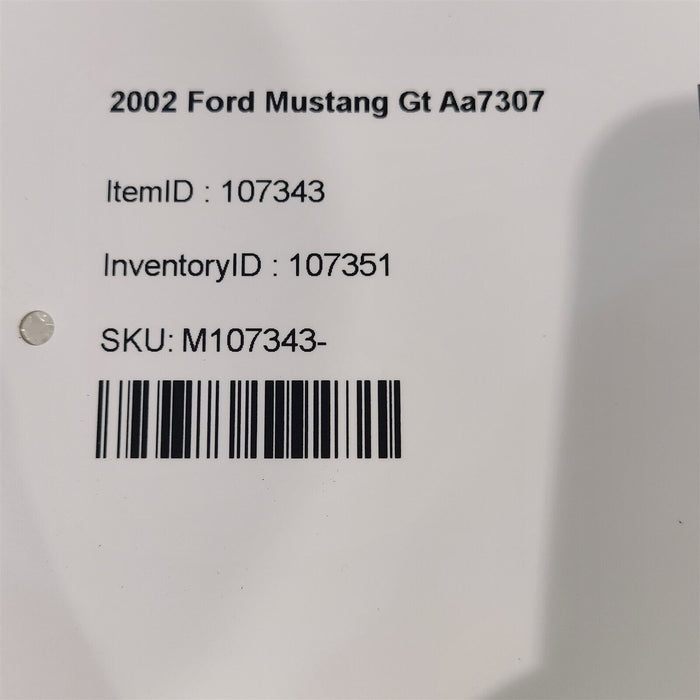 2002 Ford Mustang Gt Aa7307
ItemID : 107343
InventoryID : 107351
SKU: M107343-